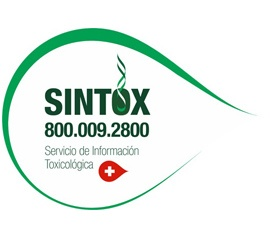 SINTOX
800.009.2800
Servicio de Información
Toxicológica